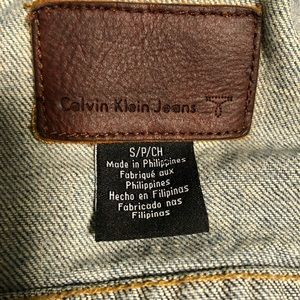 Calvin Klein Jeans
S/P/CH
Made in Philippines
Fabriqué aux
Philippines
Hecho en Filipinas
Fabricado nas
Filipinas